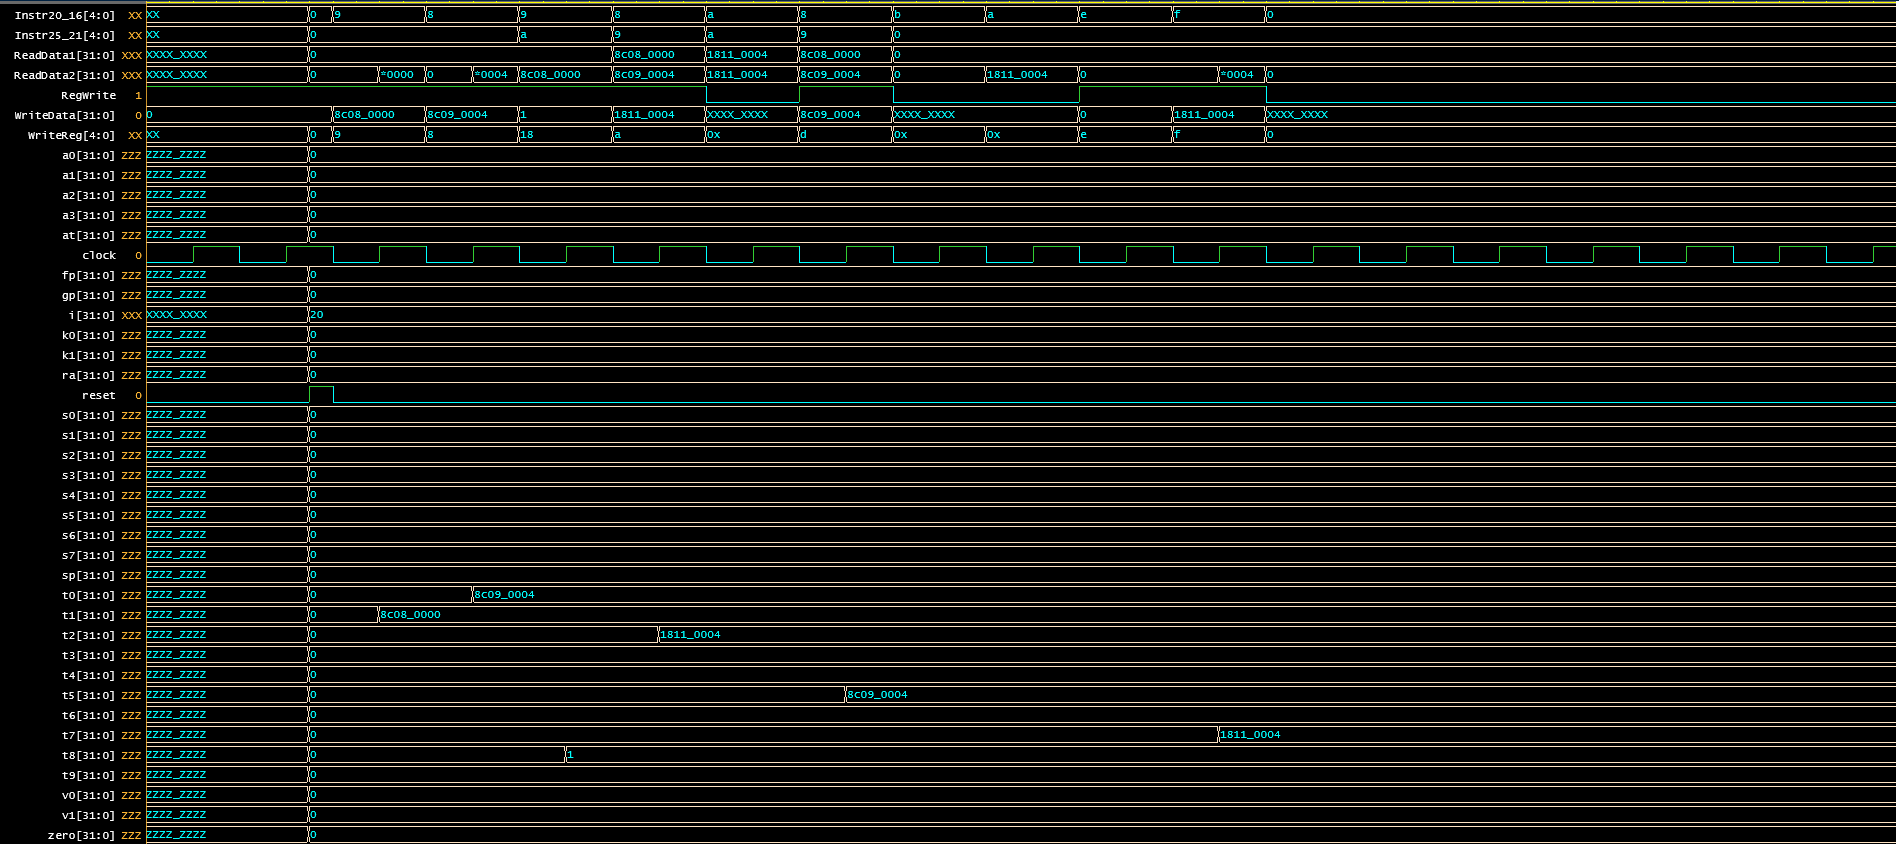 Instr20_16[4:0] XX XX 0 9 8 9 8 a 8 b a e f 0
Instr25_21[4:0] XX XX 0 a 9 a 9 0
ReadData1[31:0] XXX XXXX_XXXX 0 8c08_0000 1811_0004 8c08_0000 0
ReadData2[31:0] XXX XXXX_XXXX 0 *0000 0 *0004 8c08_0000 8c09_0004 1811_0004 8c09_0004 0 1811_0004 0 *0004 0
RegWrite 1
WriteData[31:0] 0 0 8c08_0000 8c09_0004 1 1811_0004 XXXX_XXXX 8c09_0004 XXXX_XXXX 0 1811_0004 XXXX_XXXX
WriteReg[4:0] XX XX 0 9 8 18 a 0x d 0x 0x e f 0
a0[31:0] ZZZ ZZZZ_ZZZZ 0
a1[31:0] ZZZ ZZZZ_ZZZZ 0
a2[31:0] ZZZ ZZZZ_ZZZZ 0
a3[31:0] ZZZ ZZZZ_ZZZZ 0
at[31:0] ZZZ ZZZZ_ZZZZ 0
clock 0
fp[31:0] ZZZ ZZZZ_ZZZZ 0
gp[31:0] ZZZ ZZZZ_ZZZZ 0
i[31:0] XXX XXXX_XXXX 20
k0[31:0] ZZZ ZZZZ_ZZZZ 0
k1[31:0] ZZZ ZZZZ_ZZZZ 0
ra[31:0] ZZZ ZZZZ_ZZZZ 0
reset 0
s0[31:0] ZZZ ZZZZ_ZZZZ 0
s1[31:0] ZZZ ZZZZ_ZZZZ 0
s2[31:0] ZZZ ZZZZ_ZZZZ 0
s3[31:0] ZZZ ZZZZ_ZZZZ 0
s4[31:0] ZZZ ZZZZ_ZZZZ 0
s5[31:0] ZZZ ZZZZ_ZZZZ 0
s6[31:0] ZZZ ZZZZ_ZZZZ 0
s7[31:0] ZZZ ZZZZ_ZZZZ 0
sp[31:0] ZZZ ZZZZ_ZZZZ 0
t0[31:0] ZZZ ZZZZ_ZZZZ 0 8c09_0004
t1[31:0] ZZZ ZZZZ_ZZZZ 0 8c08_0000
t2[31:0] ZZZ ZZZZ_ZZZZ 0 1811_0004
t3[31:0] ZZZ ZZZZ_ZZZZ 0
t4[31:0] ZZZ ZZZZ_ZZZZ 0
t5[31:0] ZZZ ZZZZ_ZZZZ 0 8c09_0004
t6[31:0] ZZZ ZZZZ_ZZZZ 0
t7[31:0] ZZZ ZZZZ_ZZZZ 0 1811_0004
t8[31:0] ZZZ ZZZZ_ZZZZ 0 1
t9[31:0] ZZZ ZZZZ_ZZZZ 0
v0[31:0] ZZZ ZZZZ_ZZZZ 0
v1[31:0] ZZZ ZZZZ_ZZZZ 0
zero[31:0] ZZZ ZZZZ_ZZZZ 0